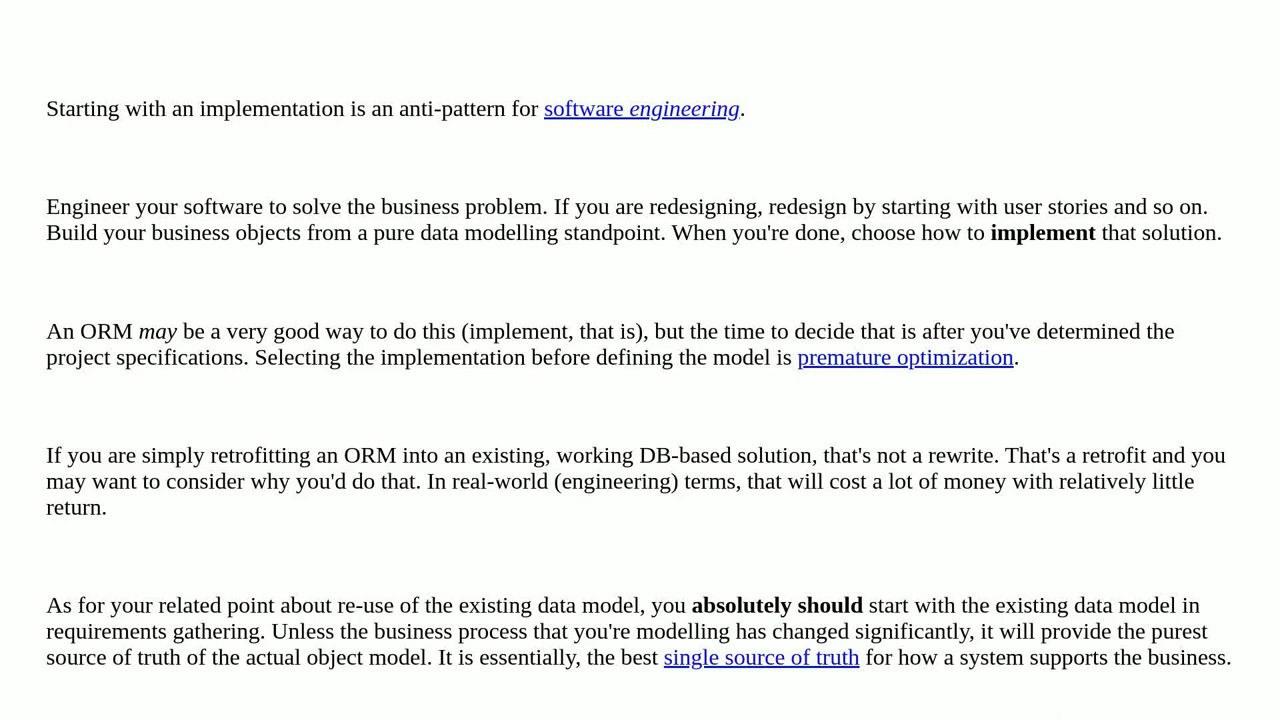 Starting with an implementation is an anti-pattern for software engineering.
Engineer your software to solve the business problem. If you are redesigning, redesign by starting with user stories and so on.
Build your business objects from a pure data modelling standpoint. When you're done, choose how to implement that solution.
An ORM may be a very good way to do this (implement, that is), but the time to decide that is after you've determined the
project specifications. Selecting the implementation before defining the model is premature optimization.
If you are simply retrofitting an ORM into an existing, working DB-based solution, that's not a rewrite. That's a retrofit and you
may want to consider why you'd do that. In real-world (engineering) terms, that will cost a lot of money with relatively little
return.
As for your related point about re-use of the existing data model, you absolutely should start with the existing data model in
requirements gathering. Unless the business process that you're modelling has changed significantly, it will provide the purest
source of truth of the actual object model. It is essentially, the best single source of truth for how a system supports the business.